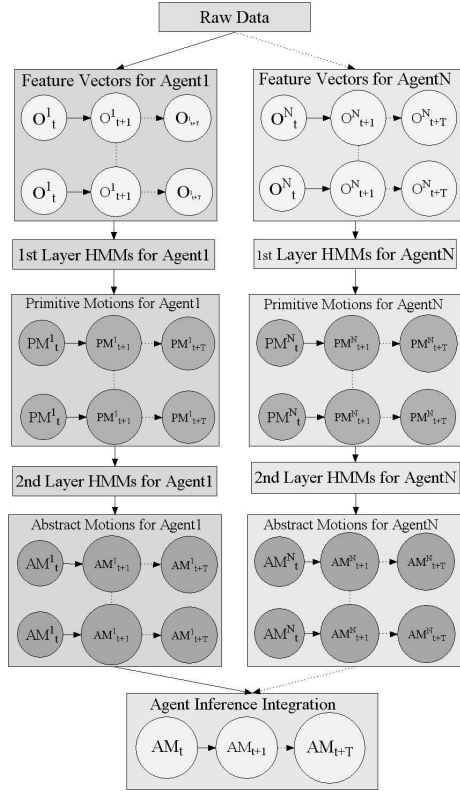 Raw Data
Feature Vectors for Agent1
O¹t O¹t+1 O¹t+T
O¹t O¹t+1 O¹t+T
1st Layer HMMs for Agent1
Primitive Motions for Agent1
PM¹t PM¹t+1 PM¹t+T
PM¹t PM¹t+1 PM¹t+T
2nd Layer HMMs for Agent1
Abstract Motions for Agent1
AM¹t AM¹t+1 AM¹t+T
AM¹t AM¹t+1 AM¹t+T
Feature Vectors for AgentN
Oᴺt Oᴺt+1 Oᴺt+T
Oᴺt Oᴺt+1 Oᴺt+T
1st Layer HMMs for AgentN
Primitive Motions for AgentN
PMᴺt PMᴺt+1 PMᴺt+T
PMᴺt PMᴺt+1 PMᴺt+T
2nd Layer HMMs for AgentN
Abstract Motions for AgentN
AMᴺt AMᴺt+1 AMᴺt+T
AMᴺt AMᴺt+1 AMᴺt+T
Agent Inference Integration
AMt AMt+1 AMt+T